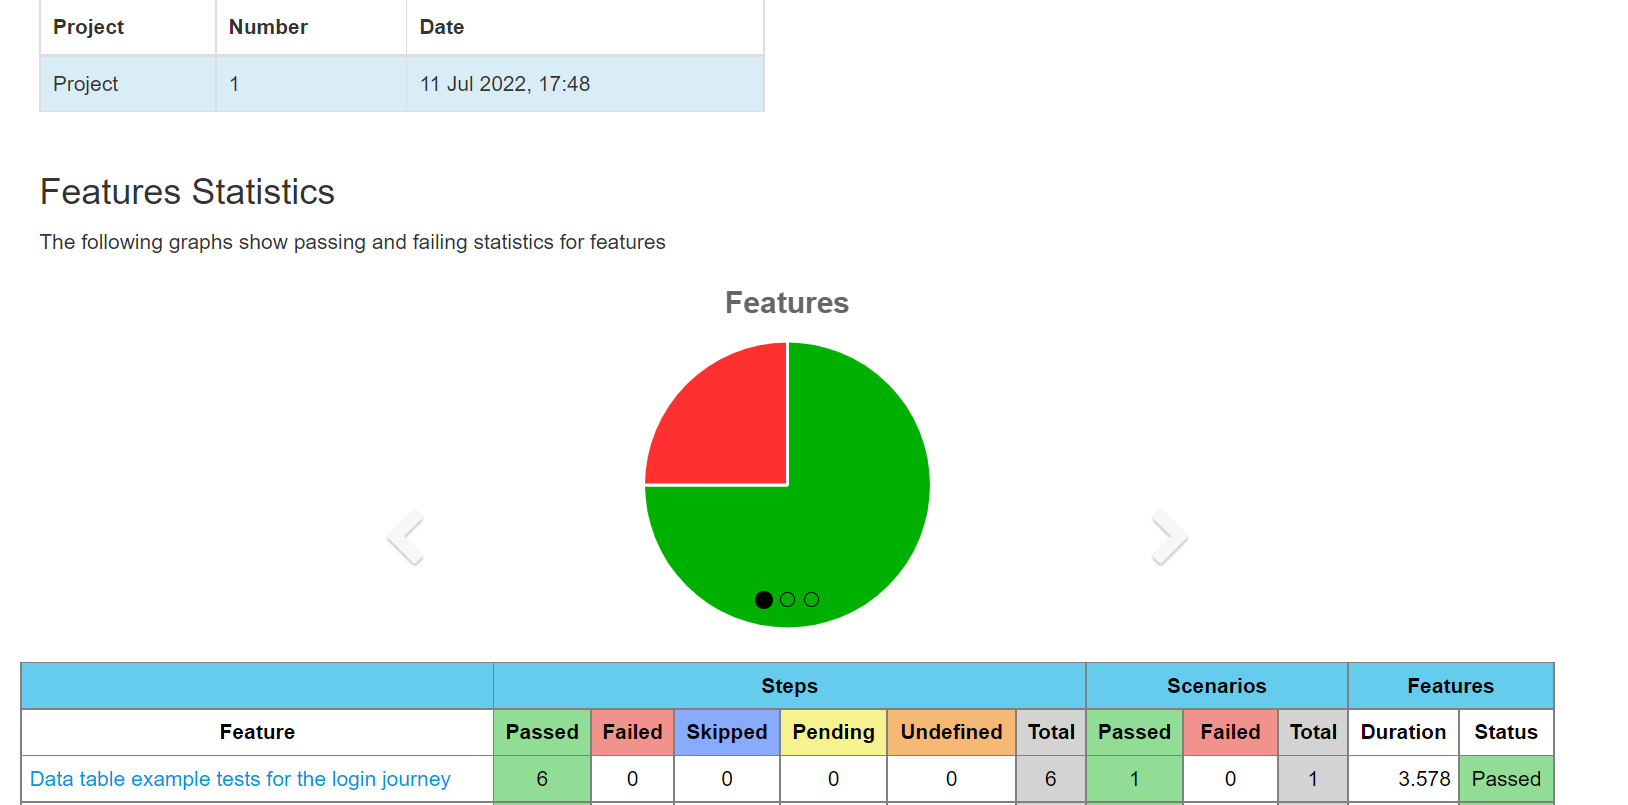 Project Number Date
Project 1 11 Jul 2022, 17:48
Features Statistics
The following graphs show passing and failing statistics for features
Features
Steps Scenarios Features
Feature Passed Failed Skipped Pending Undefined Total Passed Failed Total Duration Status
Data table example tests for the login journey 6 0 0 0 0 6 1 0 1 3.578 Passed